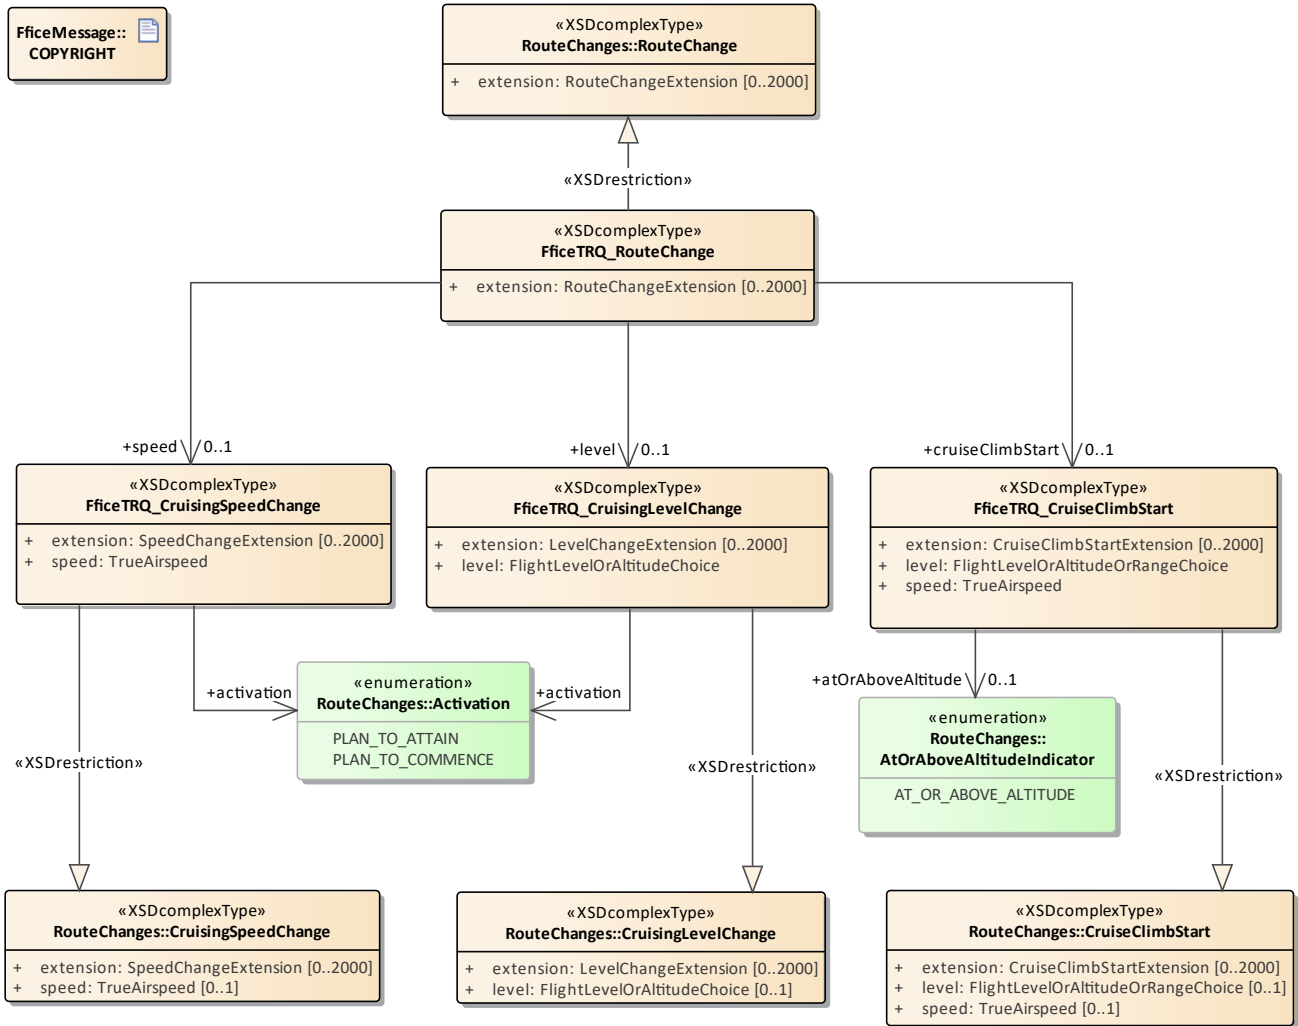 FficeMessage::
COPYRIGHT
«XSDcomplexType»
RouteChanges::RouteChange
+ extension: RouteChangeExtension [0..2000]
«XSDrestriction»
«XSDcomplexType»
FficeTRQ_RouteChange
+ extension: RouteChangeExtension [0..2000]
+speed 0..1
+level 0..1
+cruiseClimbStart 0..1
«XSDcomplexType»
FficeTRQ_CruisingSpeedChange
+ extension: SpeedChangeExtension [0..2000]
+ speed: TrueAirspeed
«XSDcomplexType»
FficeTRQ_CruisingLevelChange
+ extension: LevelChangeExtension [0..2000]
+ level: FlightLevelOrAltitudeChoice
«XSDcomplexType»
FficeTRQ_CruiseClimbStart
+ extension: CruiseClimbStartExtension [0..2000]
+ level: FlightLevelOrAltitudeOrRangeChoice
+ speed: TrueAirspeed
+activation
«enumeration»
RouteChanges::Activation
PLAN_TO_ATTAIN
PLAN_TO_COMMENCE
+activation
+atOrAboveAltitude 0..1
«enumeration»
RouteChanges::
AtOrAboveAltitudeIndicator
AT_OR_ABOVE_ALTITUDE
«XSDrestriction»
«XSDrestriction»
«XSDrestriction»
«XSDcomplexType»
RouteChanges::CruisingSpeedChange
+ extension: SpeedChangeExtension [0..2000]
+ speed: TrueAirspeed [0..1]
«XSDcomplexType»
RouteChanges::CruisingLevelChange
+ extension: LevelChangeExtension [0..2000]
+ level: FlightLevelOrAltitudeChoice [0..1]
«XSDcomplexType»
RouteChanges::CruiseClimbStart
+ extension: CruiseClimbStartExtension [0..2000]
+ level: FlightLevelOrAltitudeOrRangeChoice [0..1]
+ speed: TrueAirspeed [0..1]